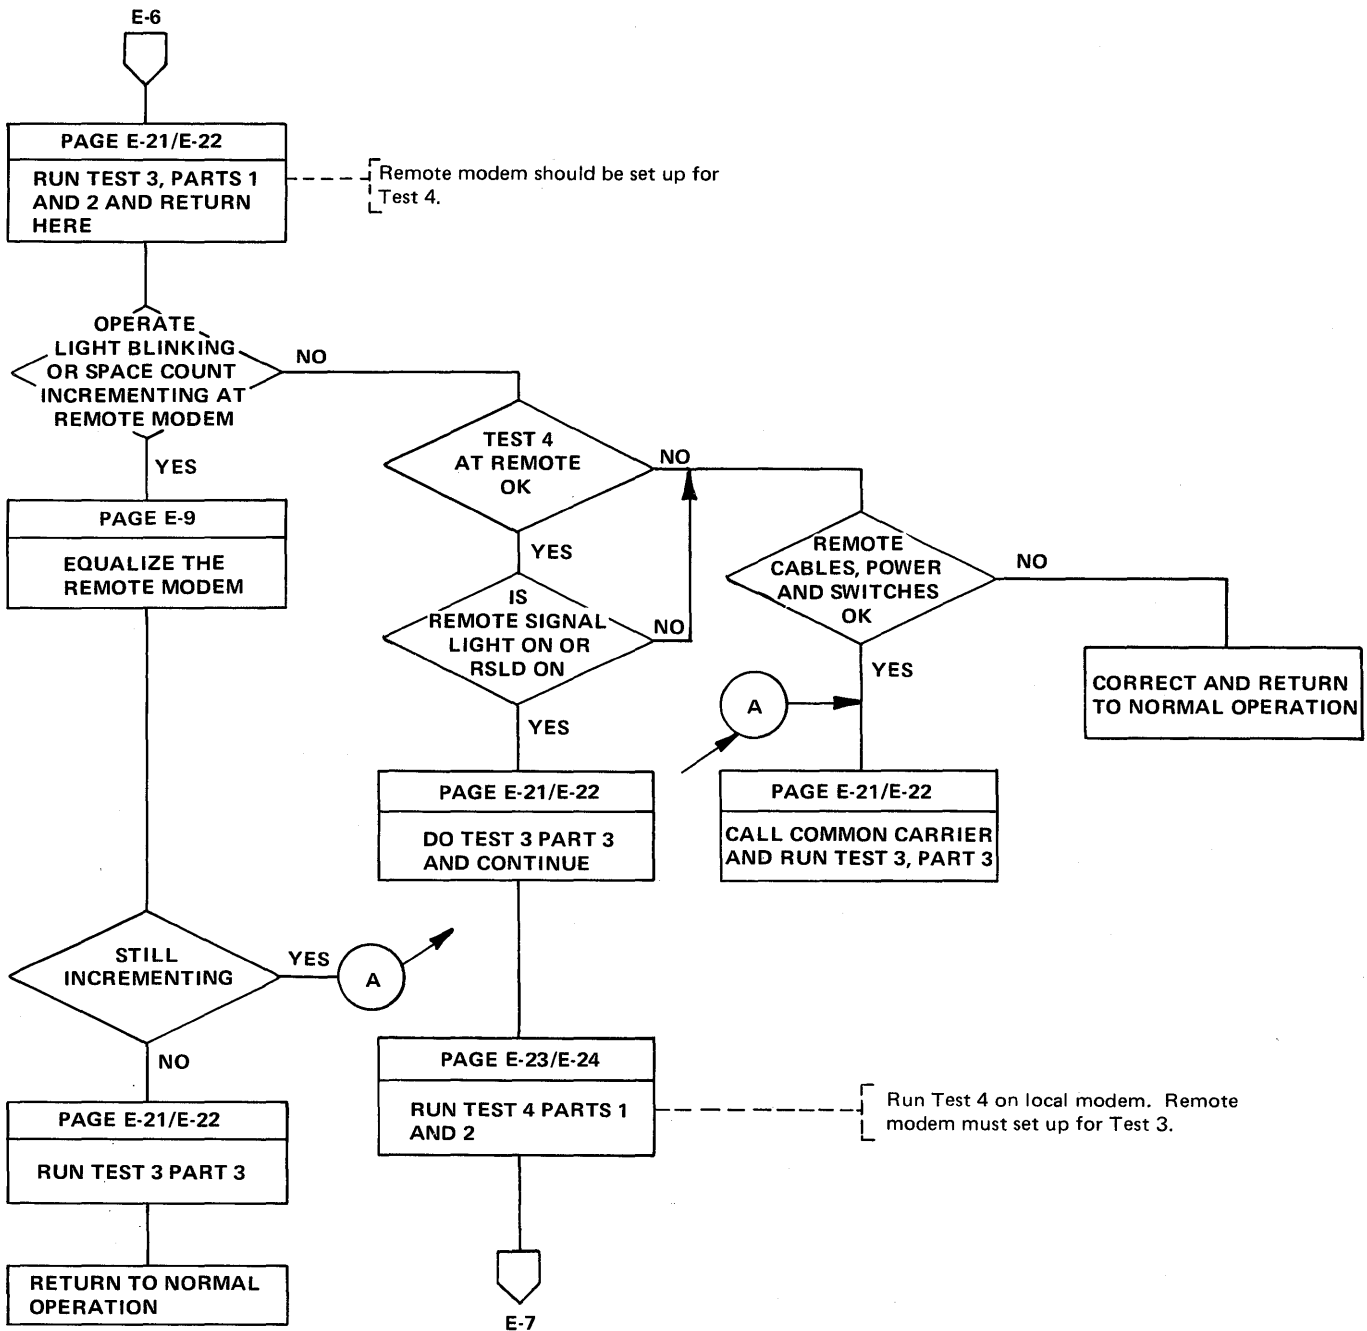 E-6
PAGE E-21/E-22
RUN TEST 3, PARTS 1
AND 2 AND RETURN
HERE
Remote modem should be set up for
Test 4.
OPERATE
LIGHT BLINKING
OR SPACE COUNT
INCREMENTING AT
REMOTE MODEM
NO
YES
TEST 4
AT REMOTE
OK
NO
YES
PAGE E-9
EQUALIZE THE
REMOTE MODEM
IS
REMOTE SIGNAL
LIGHT ON OR
RSLD ON
NO
YES
REMOTE
CABLES, POWER
AND SWITCHES
OK
NO
YES
CORRECT AND RETURN
TO NORMAL OPERATION
A
PAGE E-21/E-22
DO TEST 3 PART 3
AND CONTINUE
PAGE E-21/E-22
CALL COMMON CARRIER
AND RUN TEST 3, PART 3
STILL
INCREMENTING
YES
A
NO
PAGE E-23/E-24
RUN TEST 4 PARTS 1
AND 2
Run Test 4 on local modem. Remote
modem must set up for Test 3.
PAGE E-21/E-22
RUN TEST 3 PART 3
RETURN TO NORMAL
OPERATION
E-7